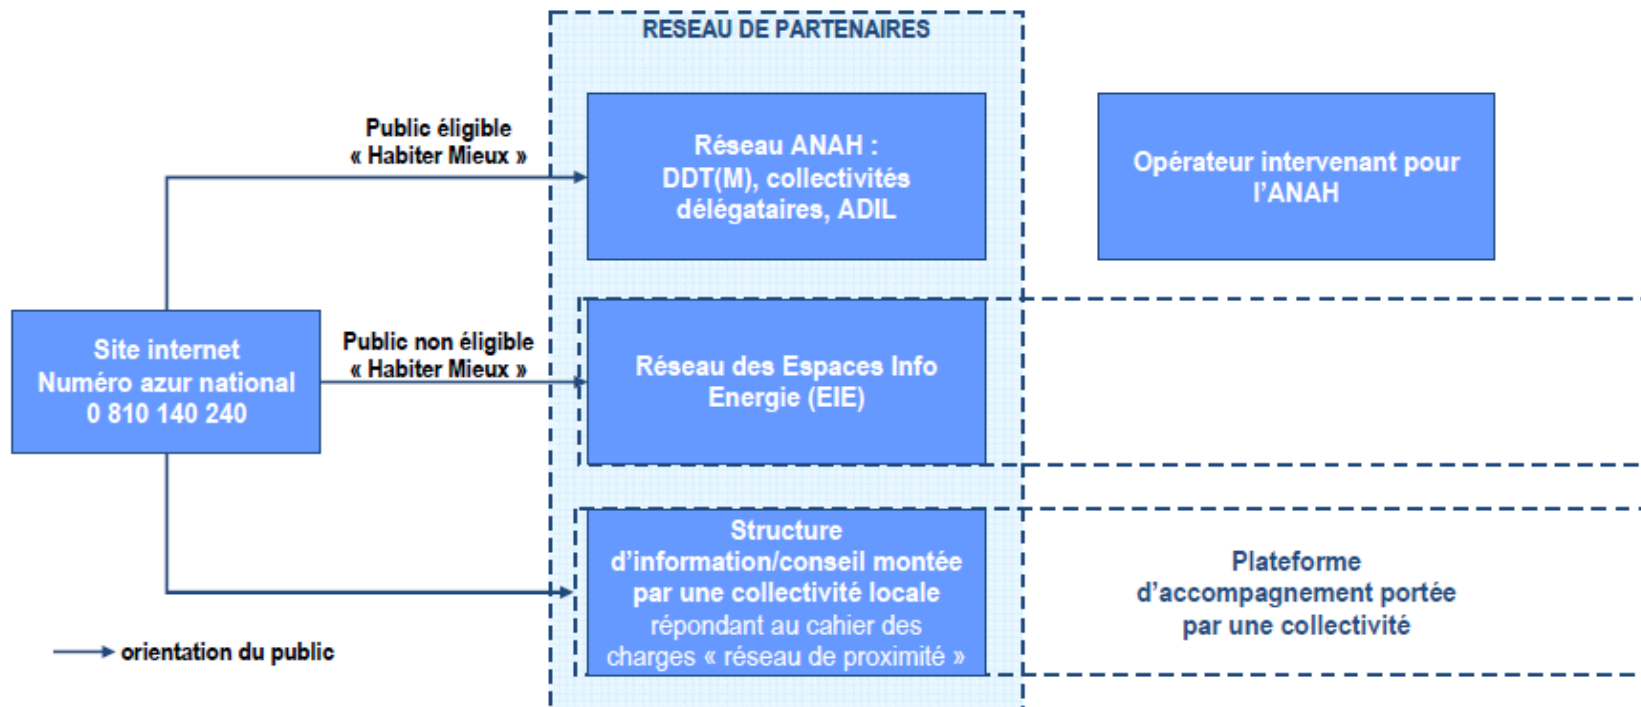 RESEAU DE PARTENAIRES
Public éligible
« Habiter Mieux »
Réseau ANAH :
DDT(M), collectivités
délégataires, ADIL
Opérateur intervenant pour
l'ANAH
Site internet
Numéro azur national
0 810 140 240
Public non éligible
« Habiter Mieux »
Réseau des Espaces Info
Energie (EIE)
Structure
d'information/conseil montée
par une collectivité locale
répondant au cahier des
charges « réseau de proximité »
Plateforme
d'accompagnement portée
par une collectivité
orientation du public